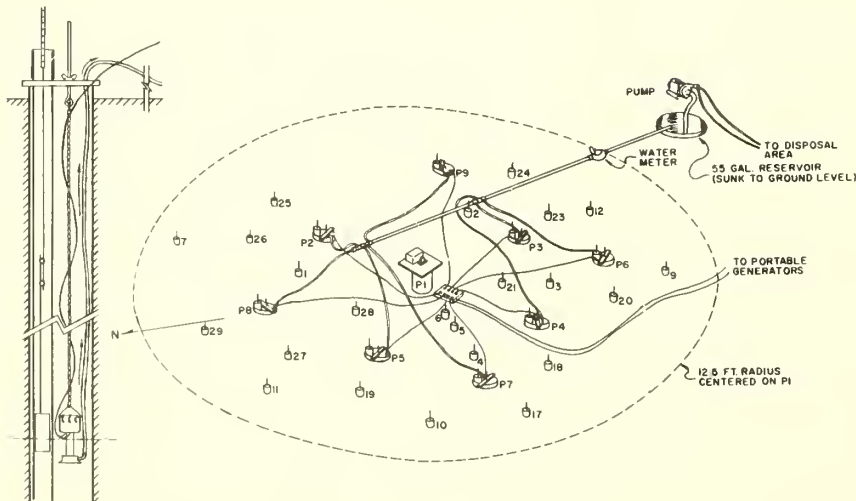 PUMP
TO DISPOSAL
AREA
WATER
METER
55 GAL. RESERVOIR
(SUNK TO GROUND LEVEL)
P9
24
25
2
23
12
7
26
P2
P3
P6
TO PORTABLE
GENERATORS
1
P1
21
3
9
20
P8
28
6
5
P4
N
29
27
P5
4
18
11
19
P7
12.5 FT. RADIUS
CENTERED ON P1
10
17